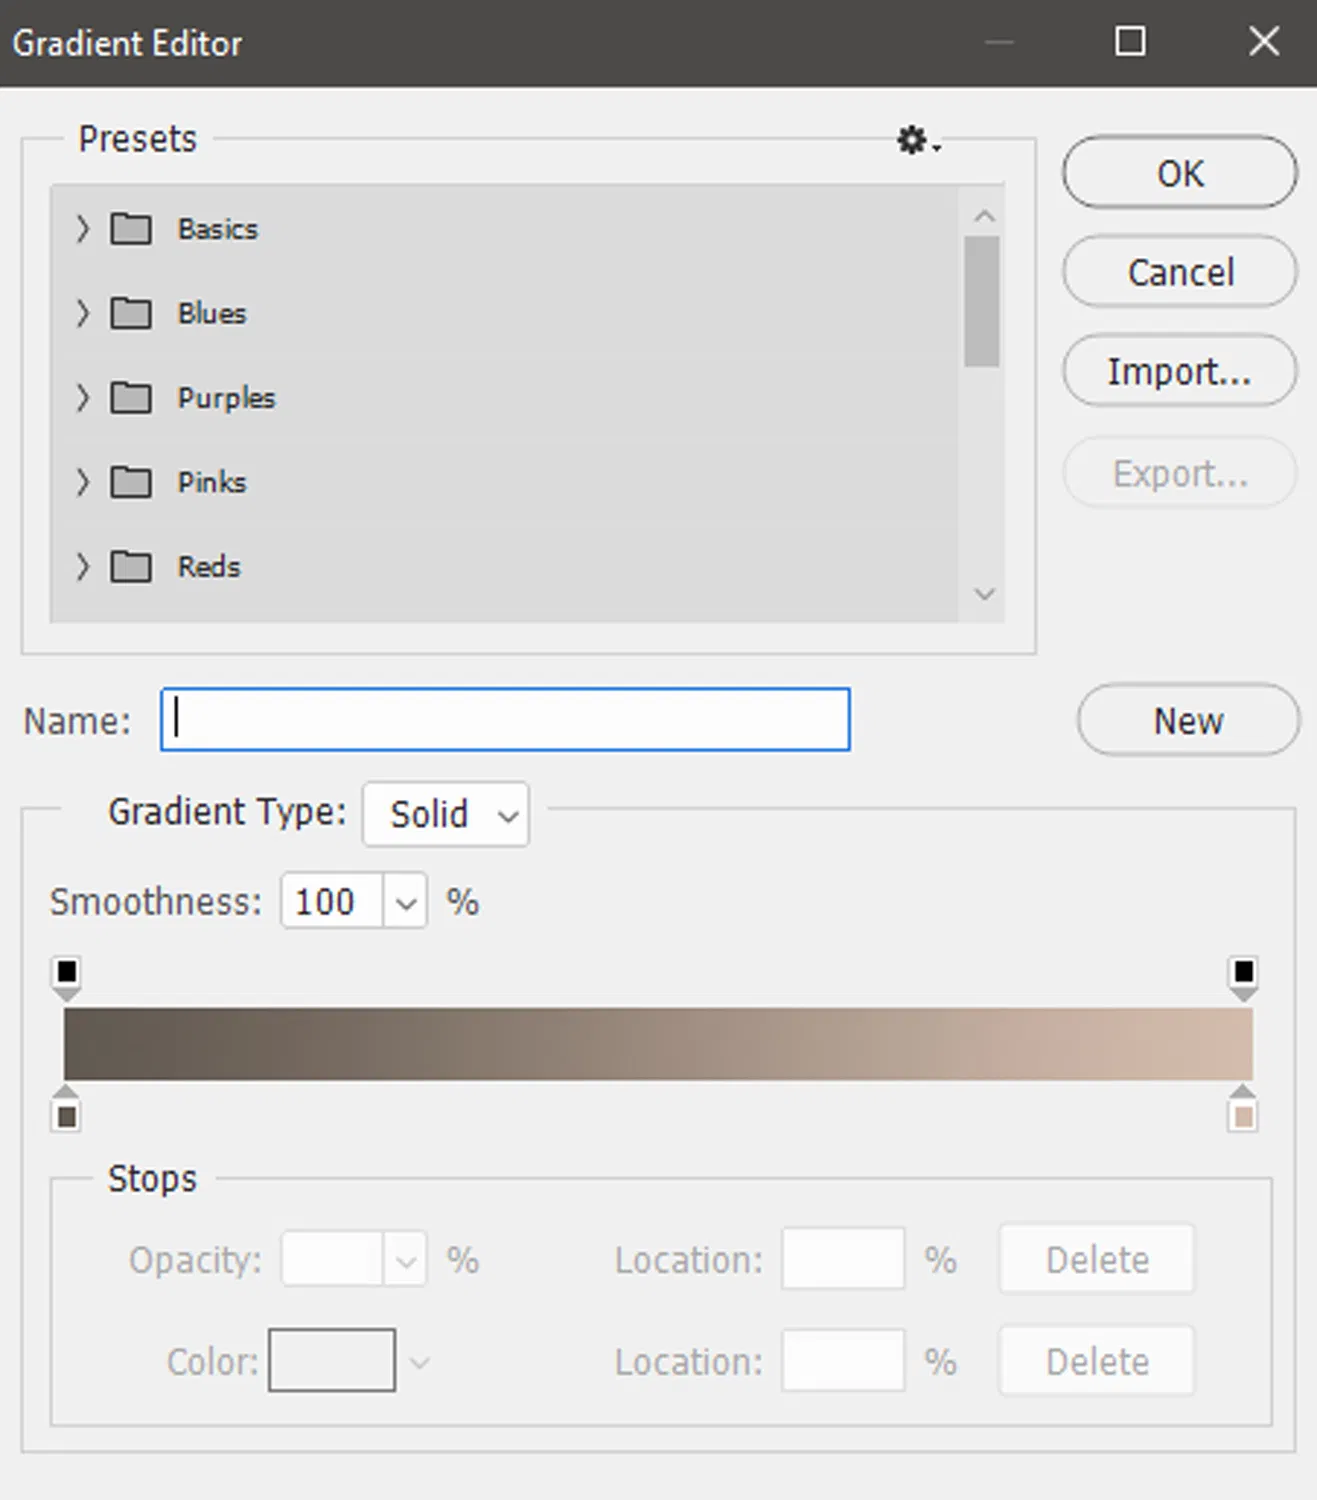 Gradient Editor
Presets
OK
Basics
Cancel
Blues
Import...
Purples
Export...
Pinks
Reds
Name:
New
Gradient Type: Solid
Smoothness: 100 %
Stops
Opacity: % Location: % Delete
Color: Location: % Delete